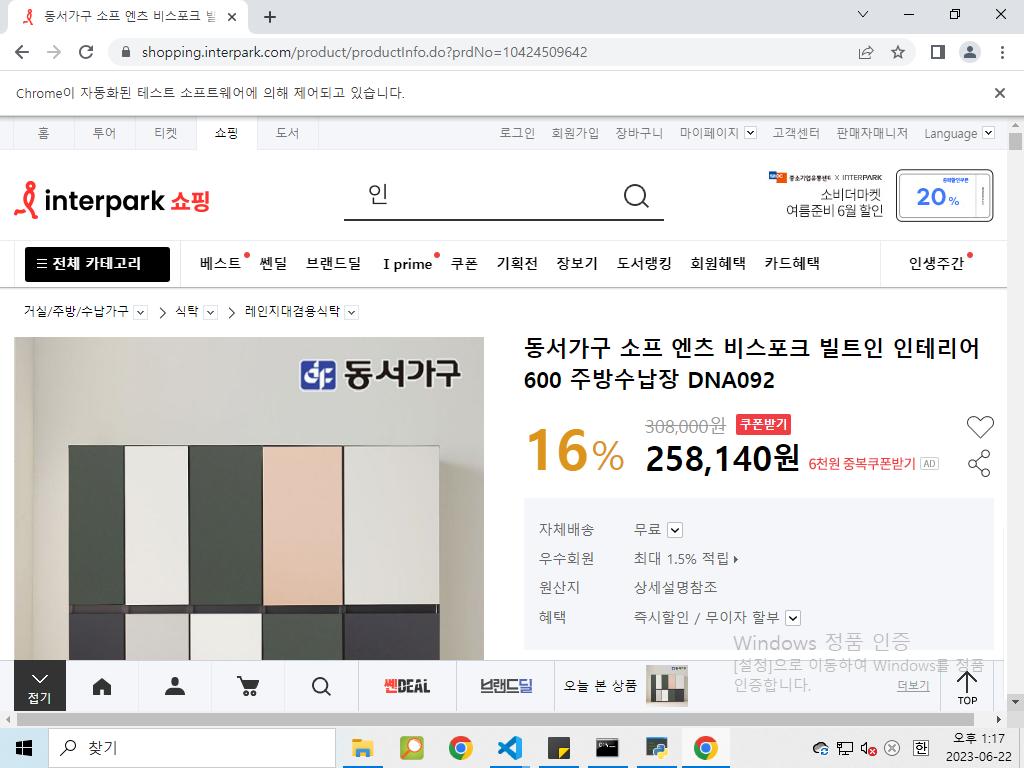 동서가구 소프 엔츠 비스포크 빌
shopping.interpark.com/product/productInfo.do?prdNo=10424509642
Chrome이 자동화된 테스트 소프트웨어에 의해 제어되고 있습니다.
홈 투어 티켓 쇼핑 도서 로그인 회원가입 장바구니 마이페이지 고객센터 판매자매니저 Language
interpark 쇼핑
인
중소기업유통센터 X INTERPARK
소비더마켓
여름준비 6월 할인
20%
전체 카테고리 베스트 쎈딜 브랜드딜 I prime 쿠폰 기획전 장보기 도서랭킹 회원혜택 카드혜택 인생주간
거실/주방/수납가구 식탁 레인지대겸용식탁
동서가구
동서가구 소프 엔츠 비스포크 빌트인 인테리어
600 주방수납장 DNA092
16%
308,000원 쿠폰받기
258,140원 6천원 중복쿠폰받기 AD
자체배송 무료
우수회원 최대 1.5% 적립
원산지 상세설명참조
혜택 즉시할인 / 무이자 할부
Windows 정품 인증
[설정]으로 이동하여 Windows를 정품
인증합니다.
접기
쎈DEAL
브랜드딜
오늘 본 상품
더보기
TOP
찾기
한
오후 1:17
2023-06-22